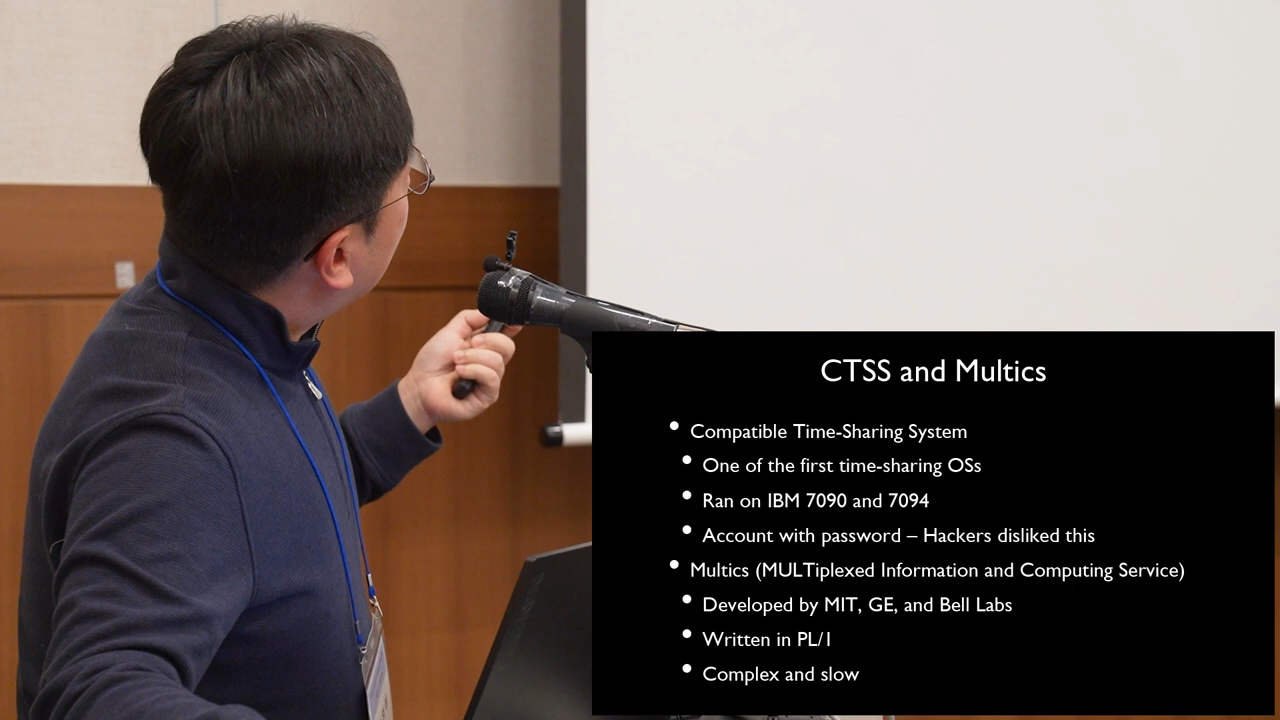 CTSS and Multics
• Compatible Time-Sharing System
• One of the first time-sharing OSs
• Ran on IBM 7090 and 7094
• Account with password – Hackers disliked this
• Multics (MULTiplexed Information and Computing Service)
• Developed by MIT, GE, and Bell Labs
• Written in PL/1
• Complex and slow